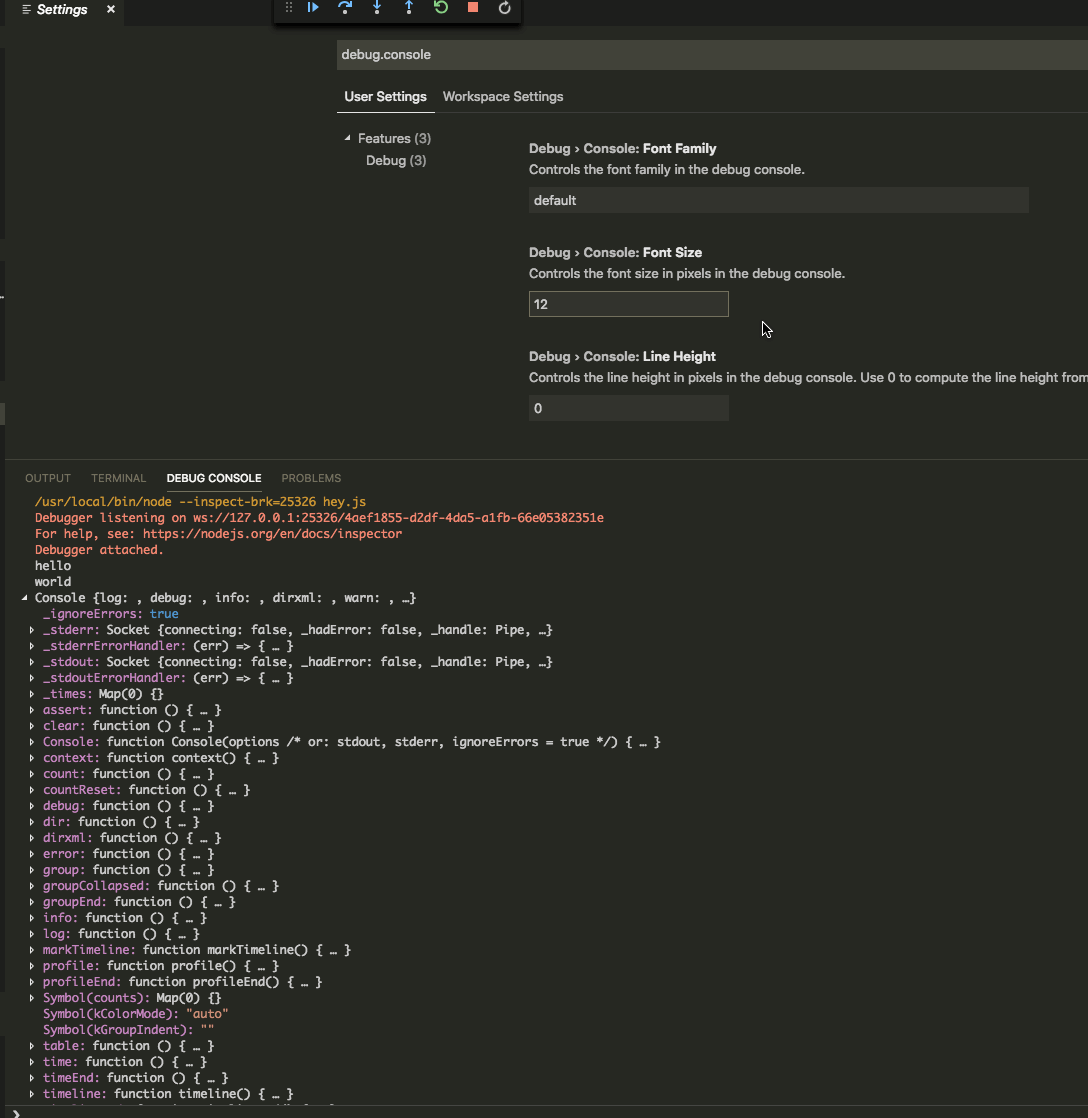 Settings
debug.console
User Settings Workspace Settings
Features (3)
Debug (3)
Debug › Console: Font Family
Controls the font family in the debug console.
default
Debug › Console: Font Size
Controls the font size in pixels in the debug console.
12
Debug › Console: Line Height
Controls the line height in pixels in the debug console. Use 0 to compute the line height from
0
OUTPUT TERMINAL DEBUG CONSOLE PROBLEMS
/usr/local/bin/node --inspect-brk=25326 hey.js
Debugger listening on ws://127.0.0.1:25326/4aef1855-d2df-4da5-a1fb-66e05382351e
For help, see: https://nodejs.org/en/docs/inspector
Debugger attached.
hello
world
Console {log: , debug: , info: , dirxml: , warn: , …}
_ignoreErrors: true
_stderr: Socket {connecting: false, _hadError: false, _handle: Pipe, …}
_stderrErrorHandler: (err) => { … }
_stdout: Socket {connecting: false, _hadError: false, _handle: Pipe, …}
_stdoutErrorHandler: (err) => { … }
_times: Map(0) {}
assert: function () { … }
clear: function () { … }
Console: function Console(options /* or: stdout, stderr, ignoreErrors = true */) { … }
context: function context() { … }
count: function () { … }
countReset: function () { … }
debug: function () { … }
dir: function () { … }
dirxml: function () { … }
error: function () { … }
group: function () { … }
groupCollapsed: function () { … }
groupEnd: function () { … }
info: function () { … }
log: function () { … }
markTimeline: function markTimeline() { … }
profile: function profile() { … }
profileEnd: function profileEnd() { … }
Symbol(counts): Map(0) {}
Symbol(kColorMode): "auto"
Symbol(kGroupIndent): ""
table: function () { … }
time: function () { … }
timeEnd: function () { … }
timeline: function timeline() { … }